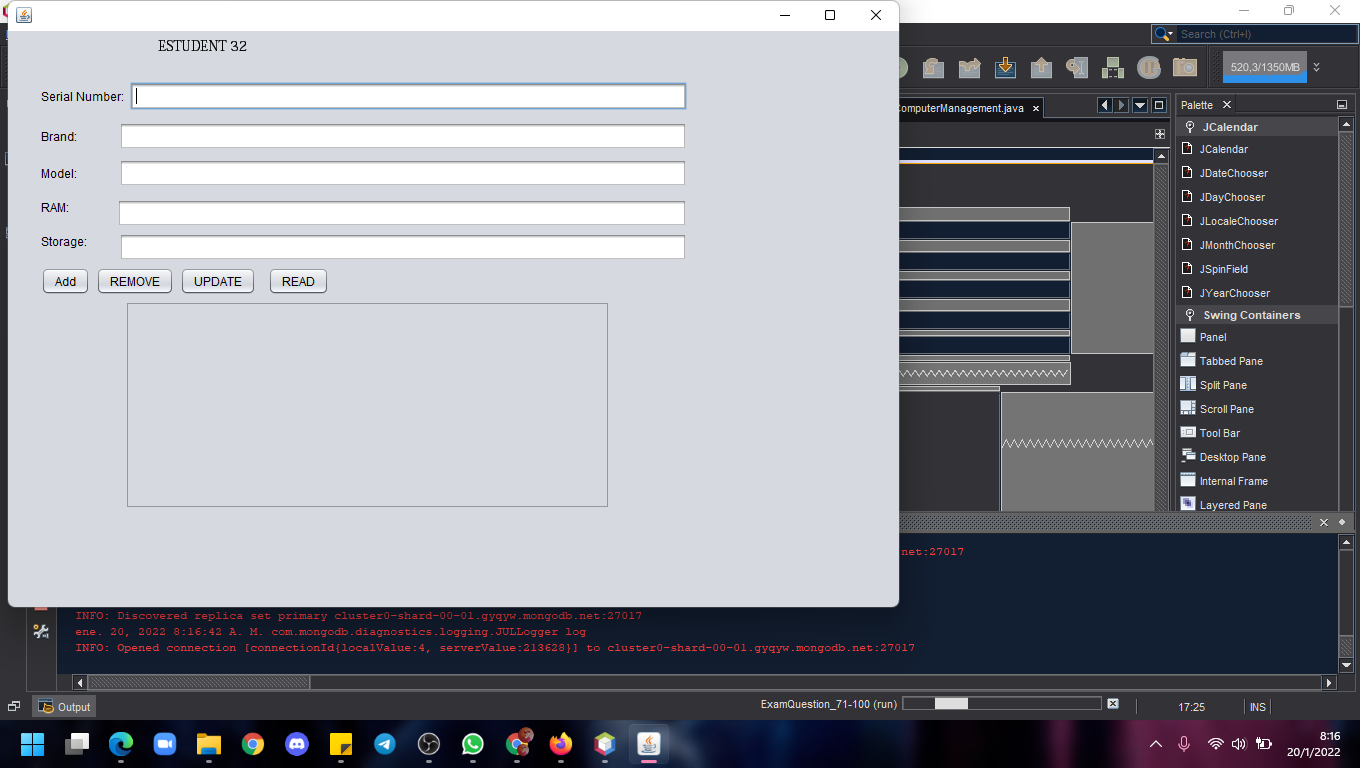 ESTUDENT 32
Serial Number:
Brand:
Model:
RAM:
Storage:
Add REMOVE UPDATE READ
Search (Ctrl+I)
520,3/1350MB
ComputerManagement.java
Palette
JCalendar
JCalendar
JDateChooser
JDayChooser
JLocaleChooser
JMonthChooser
JSpinField
JYearChooser
Swing Containers
Panel
Tabbed Pane
Split Pane
Scroll Pane
Tool Bar
Desktop Pane
Internal Frame
Layered Pane
net:27017
INFO: Discovered replica set primary cluster0-shard-00-01.gyqyw.mongodb.net:27017
ene. 20, 2022 8:16:42 A. M. com.mongodb.diagnostics.logging.JULLogger log
INFO: Opened connection [connectionId{localValue:4, serverValue:213628}] to cluster0-shard-00-01.gyqyw.mongodb.net:27017
Output
ExamQuestion_71-100 (run)
17:25
INS
8:16
20/1/2022